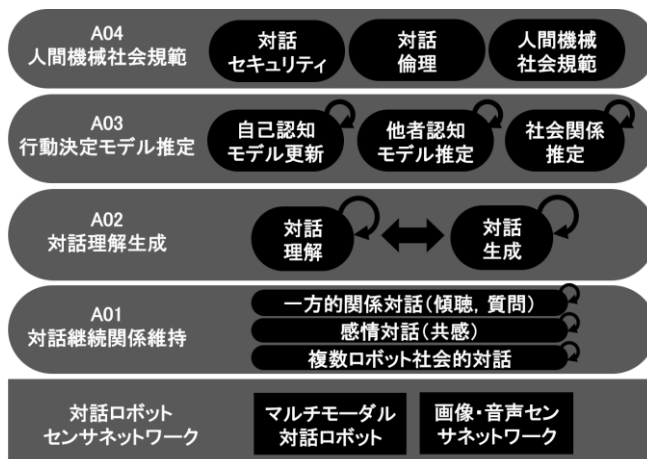 A04
人間機械社会規範
対話
セキュリティ
対話
倫理
人間機械
社会規範
A03
行動決定モデル推定
自己認知
モデル更新
他者認知
モデル推定
社会関係
推定
A02
対話理解生成
対話
理解
対話
生成
A01
対話継続関係維持
一方的関係対話(傾聴, 質問)
感情対話(共感)
複数ロボット社会的対話
対話ロボット
センサネットワーク
マルチモーダル
対話ロボット
画像・音声セン
サネットワーク